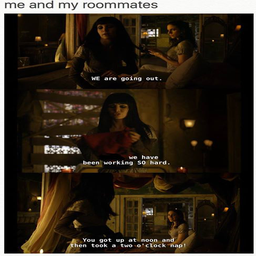 me and my roommates
WE are going out.
we have
been working SO hard.
You got up at noon and
then took a two o'clock nap!